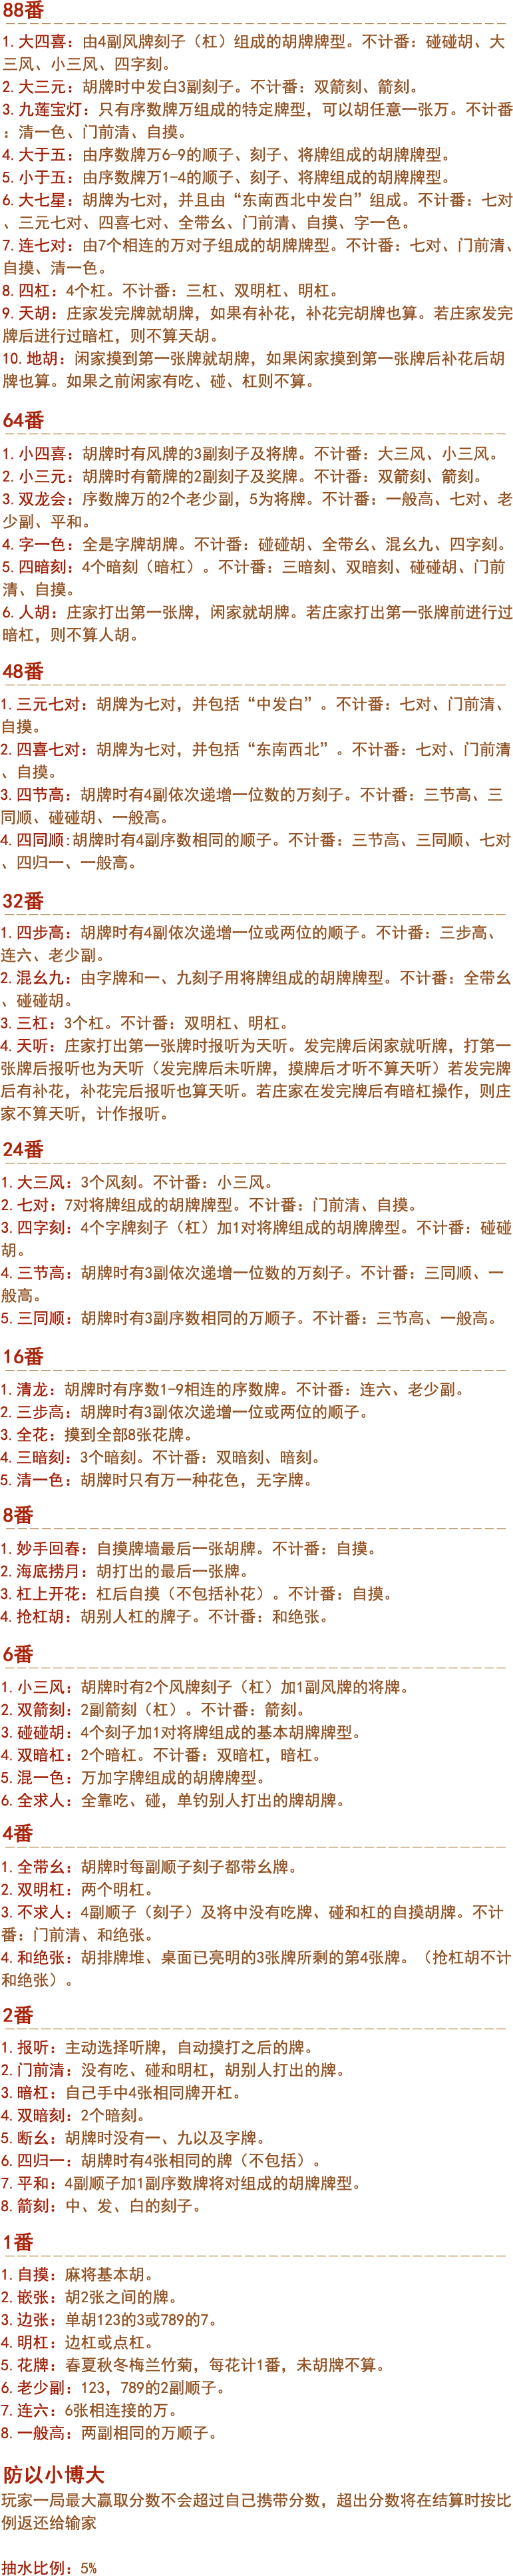 88番
1.大四喜：由4副风牌刻子（杠）组成的胡牌牌型。不计番：碰碰胡、大
三风、小三风、四字刻。
2.大三元：胡牌时中发白3副刻子。不计番：双箭刻、箭刻。
3.九莲宝灯：只有序数牌万组成的特定牌型，可以胡任意一张万。不计番
：清一色、门前清、自摸。
4.大于五：由序数牌万6-9的顺子、刻子、将牌组成的胡牌牌型。
5.小于五：由序数牌万1-4的顺子、刻子、将牌组成的胡牌牌型。
6.大七星：胡牌为七对，并且由“东南西北中发白”组成。不计番：七对
、三元七对、四喜七对、全带幺、门前清、自摸、字一色。
7.连七对：由7个相连的万对子组成的胡牌牌型。不计番：七对、门前清、
自摸、清一色。
8.四杠：4个杠。不计番：三杠、双明杠、明杠。
9.天胡：庄家发完牌就胡牌，如果有补花，补花完胡牌也算。若庄家发完
牌后进行过暗杠，则不算天胡。
10.地胡：闲家摸到第一张牌就胡牌，如果闲家摸到第一张牌后补花后胡
牌也算。如果之前闲家有吃、碰、杠则不算。
64番
1.小四喜：胡牌时有风牌的3副刻子及将牌。不计番：大三风、小三风。
2.小三元：胡牌时有箭牌的2副刻子及奖牌。不计番：双箭刻、箭刻。
3.双龙会：序数牌万的2个老少副，5为将牌。不计番：一般高、七对、老
少副、平和。
4.字一色：全是字牌胡牌。不计番：碰碰胡、全带幺、混幺九、四字刻。
5.四暗刻：4个暗刻（暗杠）。不计番：三暗刻、双暗刻、碰碰胡、门前
清、自摸。
6.人胡：庄家打出第一张牌，闲家就胡牌。若庄家打出第一张牌前进行过
暗杠，则不算人胡。
48番
1.三元七对：胡牌为七对，并包括“中发白”。不计番：七对、门前清、
自摸。
2.四喜七对：胡牌为七对，并包括“东南西北”。不计番：七对、门前清
、自摸。
3.四节高：胡牌时有4副依次递增一位数的万刻子。不计番：三节高、三
同顺、碰碰胡、一般高。
4.四同顺:胡牌时有4副序数相同的顺子。不计番：三节高、三同顺、七对
、四归一、一般高。
32番
1.四步高：胡牌时有4副依次递增一位或两位的顺子。不计番：三步高、
连六、老少副。
2.混幺九：由字牌和一、九刻子用将牌组成的胡牌牌型。不计番：全带幺
、碰碰胡。
3.三杠：3个杠。不计番：双明杠、明杠。
4.天听：庄家打出第一张牌时报听为天听。发完牌后闲家就听牌，打第一
张牌后报听也为天听（发完牌后未听牌，摸牌后才听不算天听）若发完牌
后有补花，补花完后报听也算天听。若庄家在发完牌后有暗杠操作，则庄
家不算天听，计作报听。
24番
1.大三风：3个风刻。不计番：小三风。
2.七对：7对将牌组成的胡牌牌型。不计番：门前清、自摸。
3.四字刻：4个字牌刻子（杠）加1对将牌组成的胡牌牌型。不计番：碰碰
胡。
4.三节高：胡牌时有3副依次递增一位数的万刻子。不计番：三同顺、一
般高。
5.三同顺：胡牌时有3副序数相同的万顺子。不计番：三节高、一般高。
16番
1.清龙：胡牌时有序数1-9相连的序数牌。不计番：连六、老少副。
2.三步高：胡牌时有3副依次递增一位或两位的顺子。
3.全花：摸到全部8张花牌。
4.三暗刻：3个暗刻。不计番：双暗刻、暗刻。
5.清一色：胡牌时只有万一种花色，无字牌。
8番
1.妙手回春：自摸牌墙最后一张胡牌。不计番：自摸。
2.海底捞月：胡打出的最后一张牌。
3.杠上开花：杠后自摸（不包括补花）。不计番：自摸。
4.抢杠胡：胡别人杠的牌子。不计番：和绝张。
6番
1.小三风：胡牌时有2个风牌刻子（杠）加1副风牌的将牌。
2.双箭刻：2副箭刻（杠）。不计番：箭刻。
3.碰碰胡：4个刻子加1对将牌组成的基本胡牌牌型。
4.双暗杠：2个暗杠。不计番：双暗杠，暗杠。
5.混一色：万加字牌组成的胡牌牌型。
6.全求人：全靠吃、碰，单钓别人打出的牌胡牌。
4番
1.全带幺：胡牌时每副顺子刻子都带幺牌。
2.双明杠：两个明杠。
3.不求人：4副顺子（刻子）及将中没有吃牌、碰和杠的自摸胡牌。不计
番：门前清、和绝张。
4.和绝张：胡排牌堆、桌面已亮明的3张牌所剩的第4张牌。（抢杠胡不计
和绝张）。
2番
1.报听：主动选择听牌，自动摸打之后的牌。
2.门前清：没有吃、碰和明杠，胡别人打出的牌。
3.暗杠：自己手中4张相同牌开杠。
4.双暗刻：2个暗刻。
5.断幺：胡牌时没有一、九以及字牌。
6.四归一：胡牌时有4张相同的牌（不包括）。
7.平和：4副顺子加1副序数牌将对组成的胡牌牌型。
8.箭刻：中、发、白的刻子。
1番
1.自摸：麻将基本胡。
2.嵌张：胡2张之间的牌。
3.边张：单胡123的3或789的7。
4.明杠：边杠或点杠。
5.花牌：春夏秋冬梅兰竹菊，每花计1番，未胡牌不算。
6.老少副：123，789的2副顺子。
7.连六：6张相连接的万。
8.一般高：两副相同的万顺子。
防以小博大
玩家一局最大赢取分数不会超过自己携带分数，超出分数将在结算时按比
例返还给输家
抽水比例：5%